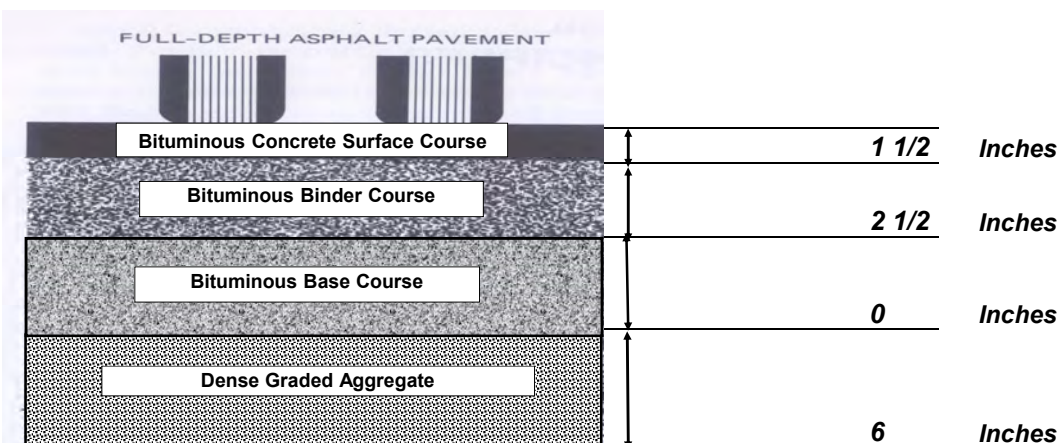 FULL-DEPTH ASPHALT PAVEMENT
Bituminous Concrete Surface Course
1 1/2 Inches
Bituminous Binder Course
2 1/2 Inches
Bituminous Base Course
0 Inches
Dense Graded Aggregate
6 Inches